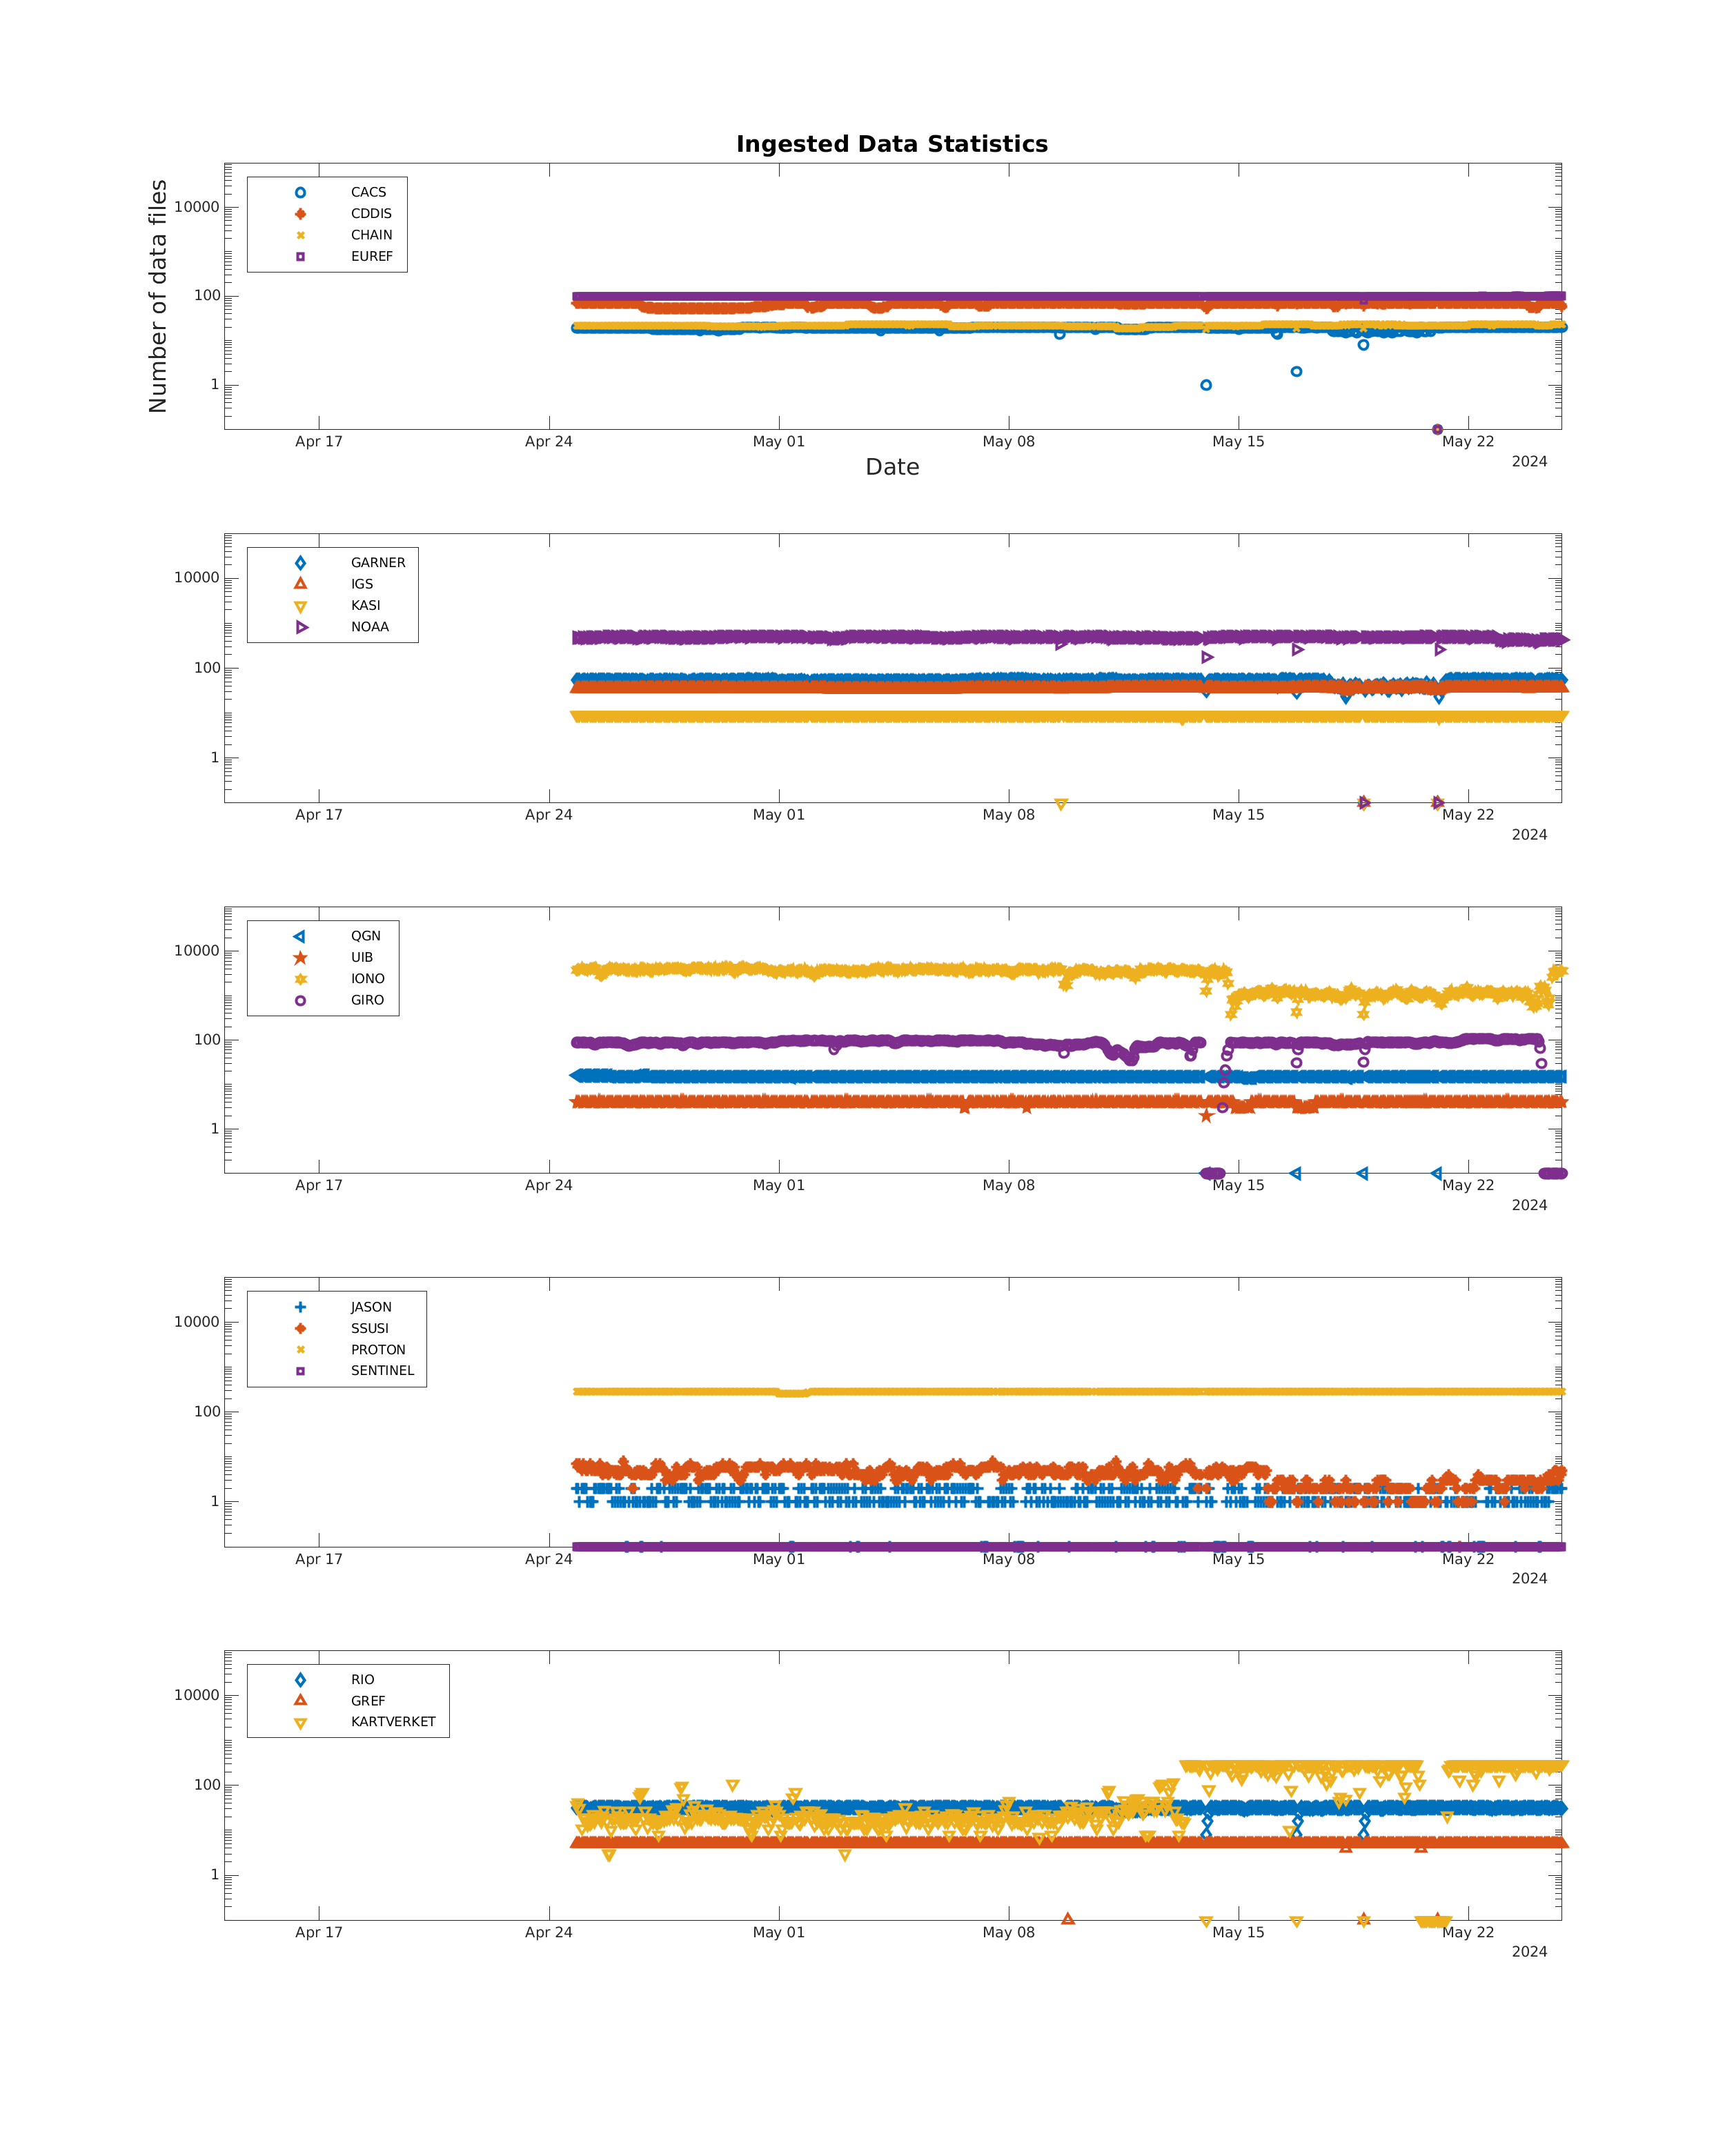 Ingested Data Statistics
Number of data files
10000
100
1
CACS
CDDIS
CHAIN
EUREF
Apr 17 Apr 24 May 01 May 08 May 15 May 22
2024
Date
10000
100
1
GARNER
IGS
KASI
NOAA
Apr 17 Apr 24 May 01 May 08 May 15 May 22
2024
10000
100
1
QGN
UIB
IONO
GIRO
Apr 17 Apr 24 May 01 May 08 May 15 May 22
2024
10000
100
1
JASON
SSUSI
PROTON
SENTINEL
Apr 17 Apr 24 May 01 May 08 May 15 May 22
2024
10000
100
1
RIO
GREF
KARTVERKET
Apr 17 Apr 24 May 01 May 08 May 15 May 22
2024